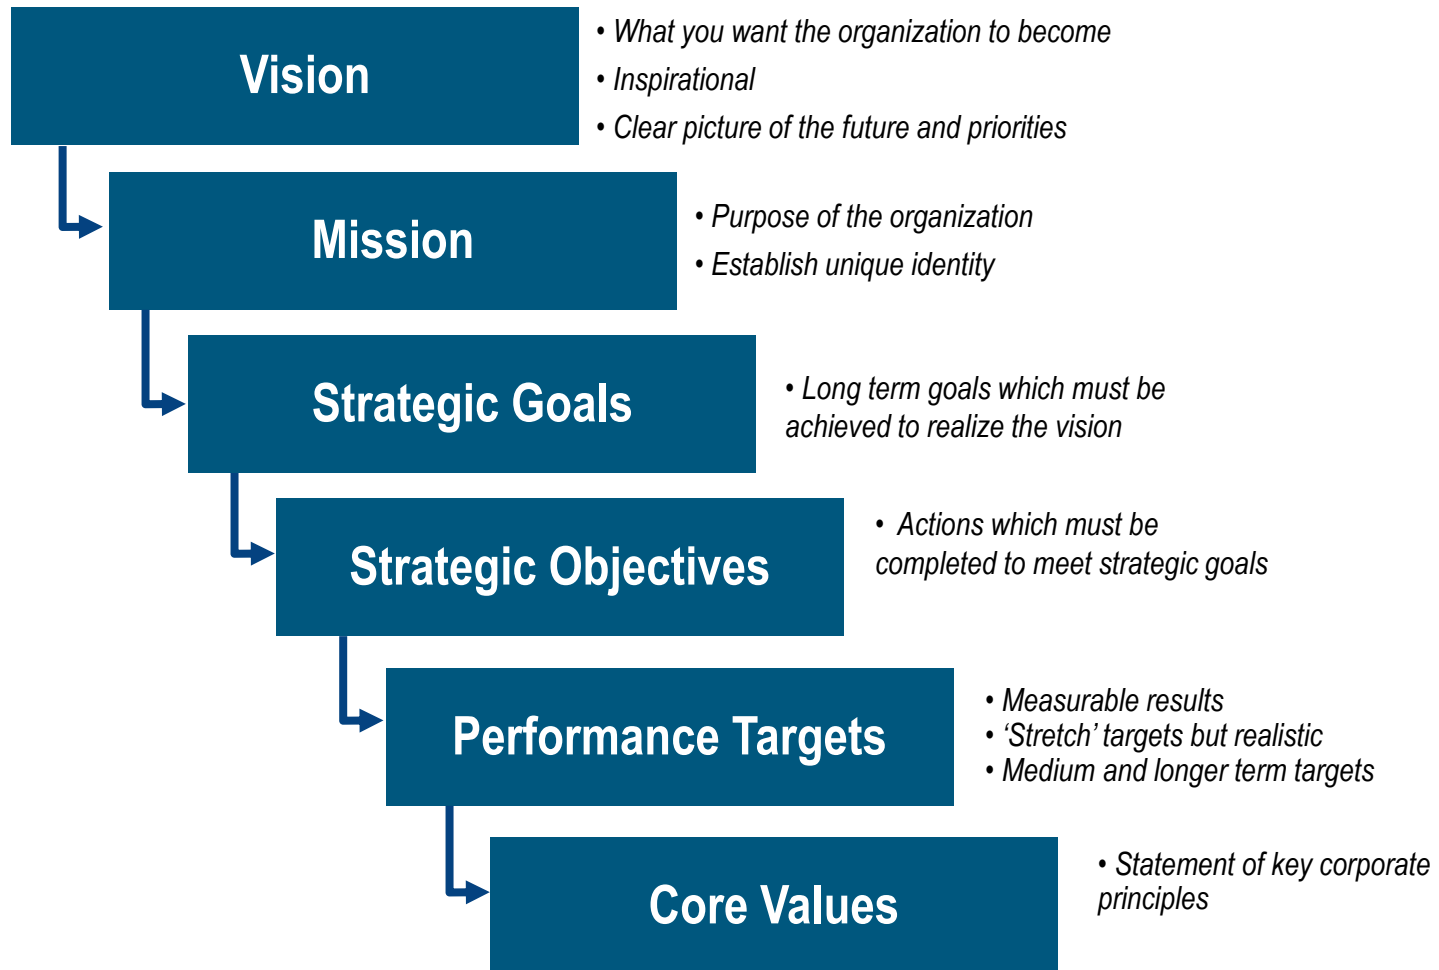 Vision
• What you want the organization to become
• Inspirational
• Clear picture of the future and priorities
Mission
• Purpose of the organization
• Establish unique identity
Strategic Goals
• Long term goals which must be
achieved to realize the vision
Strategic Objectives
• Actions which must be
completed to meet strategic goals
Performance Targets
• Measurable results
• ‘Stretch’ targets but realistic
• Medium and longer term targets
Core Values
• Statement of key corporate
principles